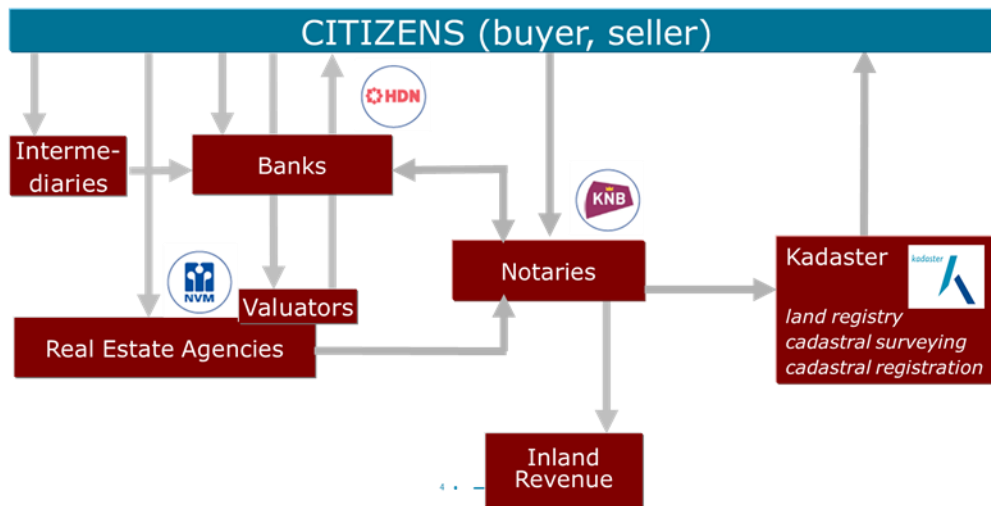 CITIZENS (buyer, seller)
HDN
Interme-
diaries
Banks
KNB
Notaries
NVM
Valuators
Real Estate Agencies
Kadaster
kadaster
land registry
cadastral surveying
cadastral registration
Inland
Revenue
4